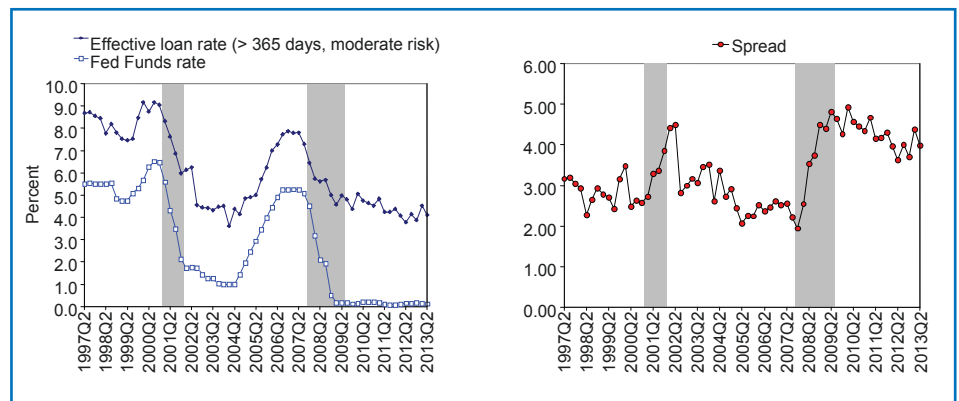 Effective loan rate (> 365 days, moderate risk)
Fed Funds rate
10.0
9.0
8.0
7.0
6.0
5.0
4.0
3.0
2.0
1.0
0.0
Percent
1997Q2
1998Q2
1999Q2
2000Q2
2001Q2
2002Q2
2003Q2
2004Q2
2005Q2
2006Q2
2007Q2
2008Q2
2009Q2
2010Q2
2011Q2
2012Q2
2013Q2
Spread
6.00
5.00
4.00
3.00
2.00
1.00
0.00
1997Q2
1998Q2
1999Q2
2000Q2
2001Q2
2002Q2
2003Q2
2004Q2
2005Q2
2006Q2
2007Q2
2008Q2
2009Q2
2010Q2
2011Q2
2012Q2
2013Q2